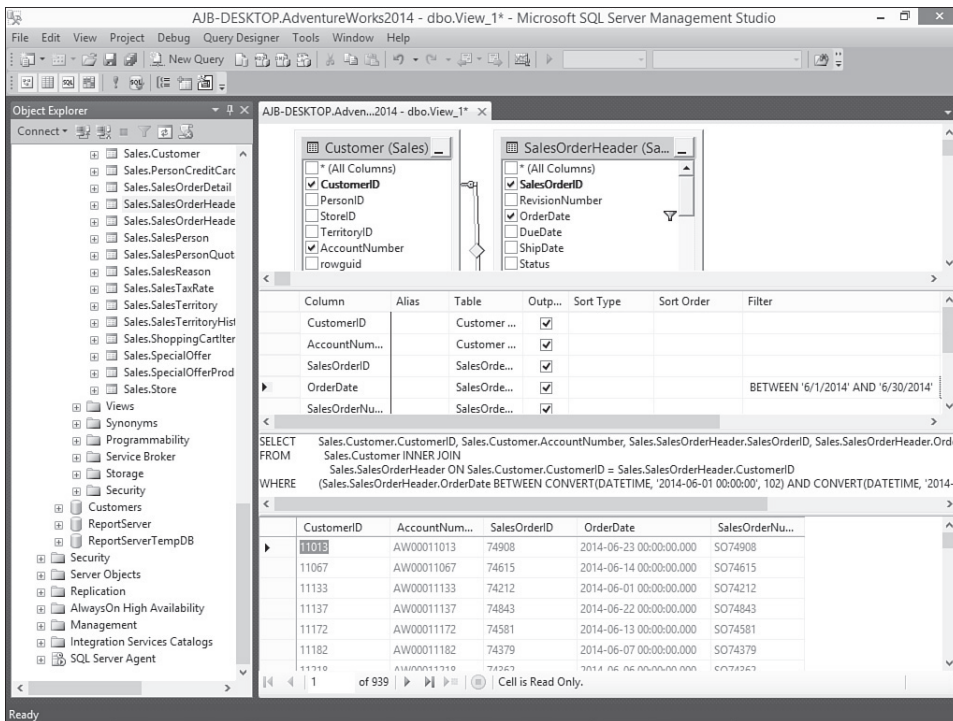 AJB-DESKTOP.AdventureWorks2014 - dbo.View_1* - Microsoft SQL Server Management Studio
File Edit View Project Debug Query Designer Tools Window Help
New Query
Object Explorer
Connect
Sales.Customer
Sales.PersonCreditCard
Sales.SalesOrderDetail
Sales.SalesOrderHeade
Sales.SalesOrderHeade
Sales.SalesPerson
Sales.SalesPersonQuot
Sales.SalesReason
Sales.SalesTaxRate
Sales.SalesTerritory
Sales.SalesTerritoryHist
Sales.ShoppingCartIter
Sales.SpecialOffer
Sales.SpecialOfferProd
Sales.Store
Views
Synonyms
Programmability
Service Broker
Storage
Security
Customers
ReportServer
ReportServerTempDB
Security
Server Objects
Replication
AlwaysOn High Availability
Management
Integration Services Catalogs
SQL Server Agent
AJB-DESKTOP.Adven...2014 - dbo.View_1*
Customer (Sales)
* (All Columns)
CustomerID
PersonID
StoreID
TerritoryID
AccountNumber
rowguid
SalesOrderHeader (Sa...
* (All Columns)
SalesOrderID
RevisionNumber
OrderDate
DueDate
ShipDate
Status
Column Alias Table Outp... Sort Type Sort Order Filter
CustomerID Customer ...
AccountNum... Customer ...
SalesOrderID SalesOrde...
OrderDate SalesOrde... BETWEEN '6/1/2014' AND '6/30/2014'
SalesOrderNu... SalesOrde...
SELECT Sales.Customer.CustomerID, Sales.Customer.AccountNumber, Sales.SalesOrderHeader.SalesOrderID, Sales.SalesOrderHeader.Orde
FROM Sales.Customer INNER JOIN
Sales.SalesOrderHeader ON Sales.Customer.CustomerID = Sales.SalesOrderHeader.CustomerID
WHERE (Sales.SalesOrderHeader.OrderDate BETWEEN CONVERT(DATETIME, '2014-06-01 00:00:00', 102) AND CONVERT(DATETIME, '2014-
CustomerID AccountNum... SalesOrderID OrderDate SalesOrderNu...
11013 AW00011013 74908 2014-06-23 00:00:00.000 SO74908
11067 AW00011067 74615 2014-06-14 00:00:00.000 SO74615
11133 AW00011133 74212 2014-06-01 00:00:00.000 SO74212
11137 AW00011137 74843 2014-06-22 00:00:00.000 SO74843
11172 AW00011172 74581 2014-06-13 00:00:00.000 SO74581
11182 AW00011182 74379 2014-06-07 00:00:00.000 SO74379
11218 AW00011218 74362 2014-06-06 00:00:00.000 SO74362
1 of 939 Cell is Read Only.
Ready